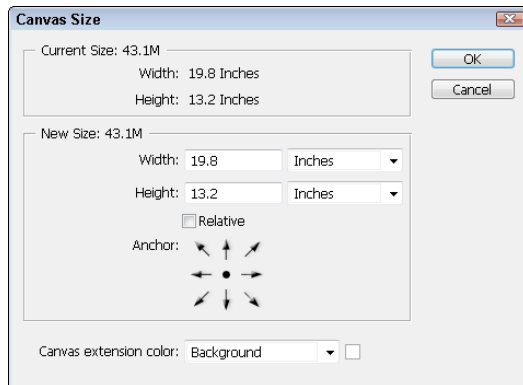 Canvas Size
Current Size: 43.1M
Width: 19.8 Inches
Height: 13.2 Inches
OK
Cancel
New Size: 43.1M
Width: 19.8 Inches
Height: 13.2 Inches
Relative
Anchor:
Canvas extension color: Background